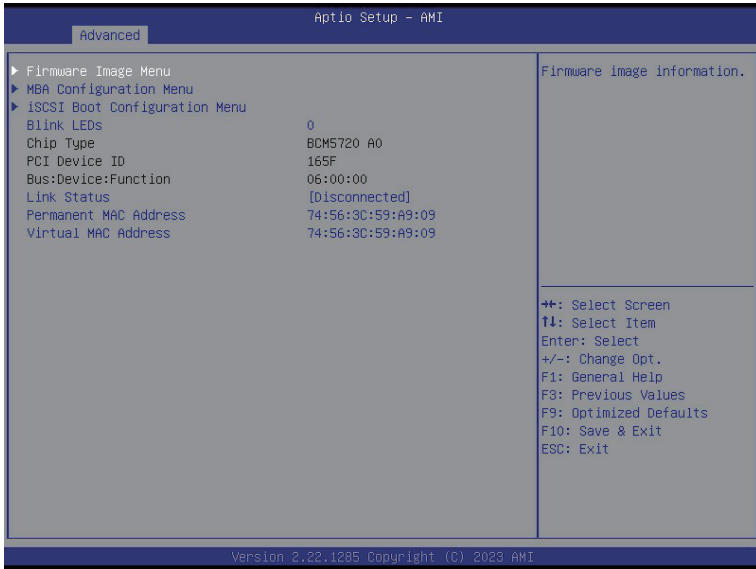 Aptio Setup – AMI
Advanced
Firmware Image Menu
MBA Configuration Menu
iSCSI Boot Configuration Menu
Blink LEDs 0
Chip Type BCM5720 A0
PCI Device ID 165F
Bus:Device:Function 06:00:00
Link Status [Disconnected]
Permanent MAC Address 74:56:3C:59:A9:09
Virtual MAC Address 74:56:3C:59:A9:09
Firmware image information.
→←: Select Screen
↑↓: Select Item
Enter: Select
+/-: Change Opt.
F1: General Help
F3: Previous Values
F9: Optimized Defaults
F10: Save & Exit
ESC: Exit
Version 2.22.1285 Copyright (C) 2023 AMI